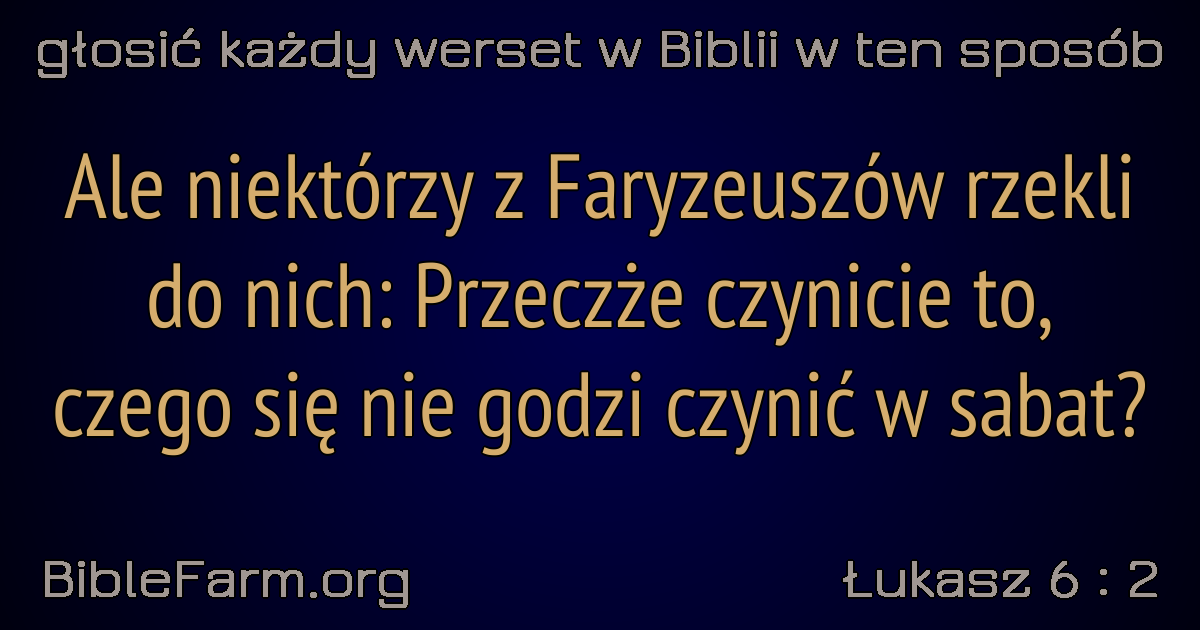 głosić każdy werset w Biblii w ten sposób
Ale niektórzy z Faryzeuszów rzekli
do nich: Przeczże czynicie to,
czego się nie godzi czynić w sabat?
BibleFarm.org
Łukasz 6 : 2